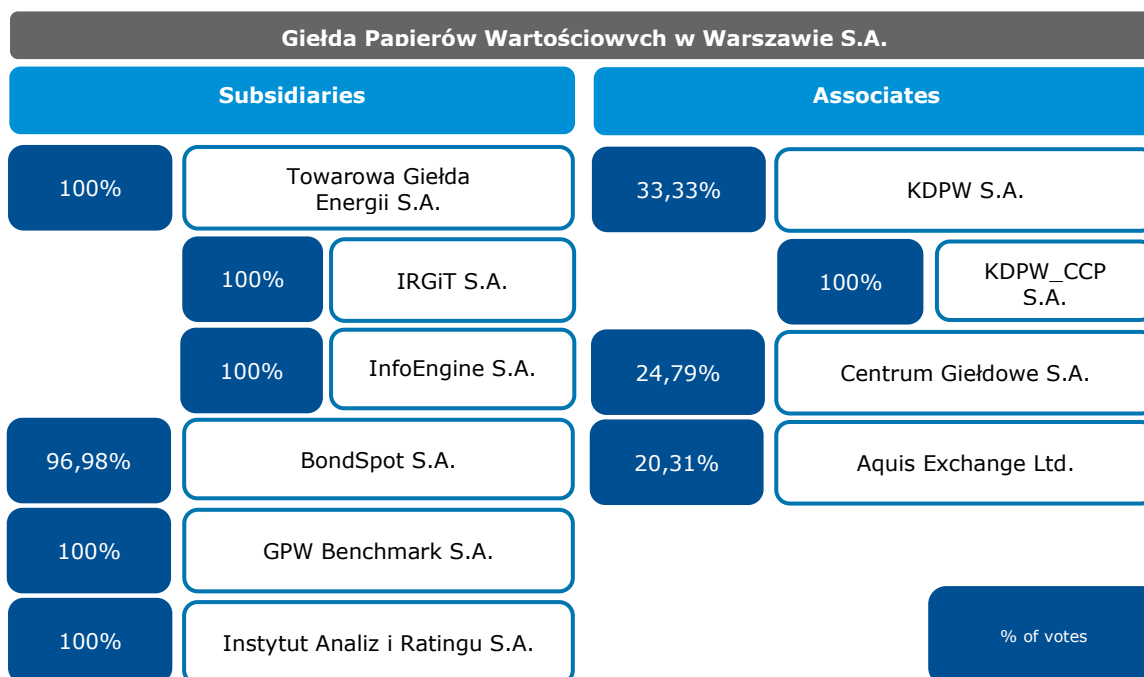 Giełda Papierów Wartościowych w Warszawie S.A.
Subsidiaries
Associates
100%
Towarowa Giełda
Energii S.A.
33,33%
KDPW S.A.
100%
IRGiT S.A.
100%
KDPW_CCP
S.A.
100%
InfoEngine S.A.
24,79%
Centrum Giełdowe S.A.
96,98%
BondSpot S.A.
20,31%
Aquis Exchange Ltd.
100%
GPW Benchmark S.A.
100%
Instytut Analiz i Ratingu S.A.
% of votes